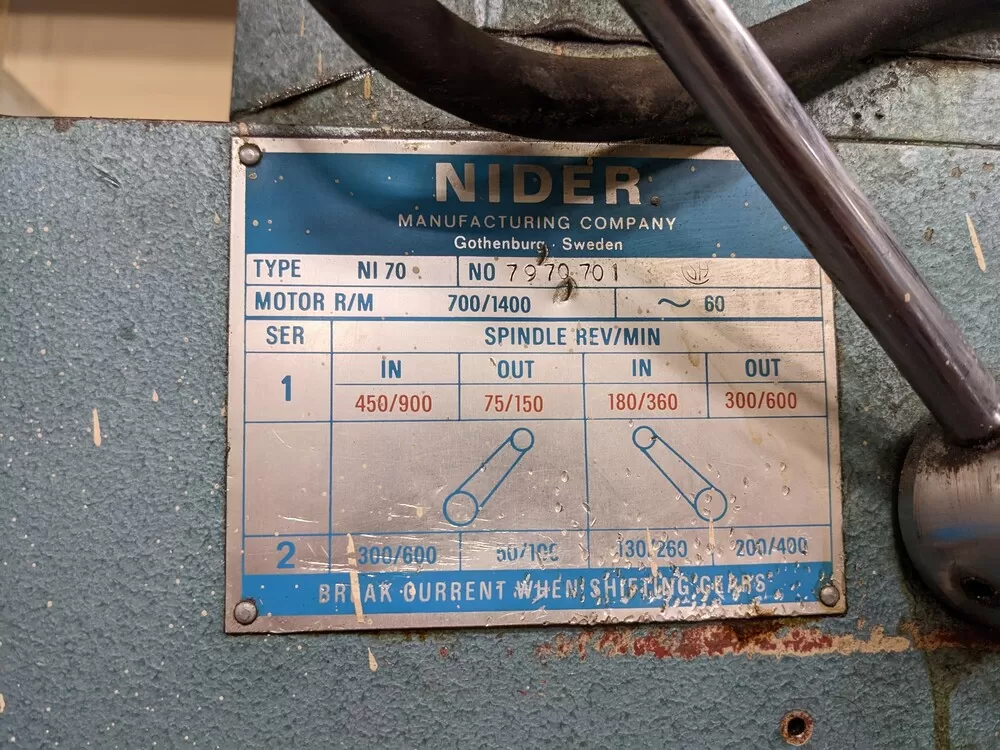 NIDER
MANUFACTURING COMPANY
Gothenburg · Sweden
TYPE NI 70 NO 7970701
MOTOR R/M 700/1400 ~ 60
SER SPINDLE REV/MIN
1 IN OUT IN OUT
450/900 75/150 180/360 300/600
2 300/600 50/100 130/260 200/400
BREAK CURRENT WHEN SHIFTING GEARS